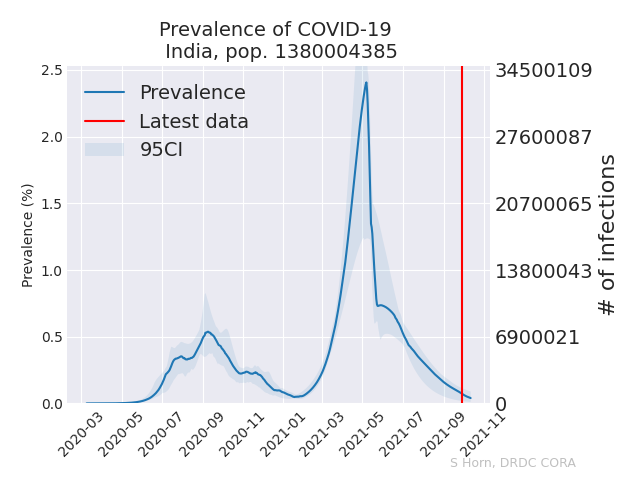 Prevalence of COVID-19
India, pop. 1380004385
Prevalence
Latest data
95CI
Prevalence (%)
2.5
2.0
1.5
1.0
0.5
0.0
34500109
27600087
20700065
13800043
6900021
0
# of infections
2020-03
2020-05
2020-07
2020-09
2020-11
2021-01
2021-03
2021-05
2021-07
2021-09
2021-11
S Horn, DRDC CORA